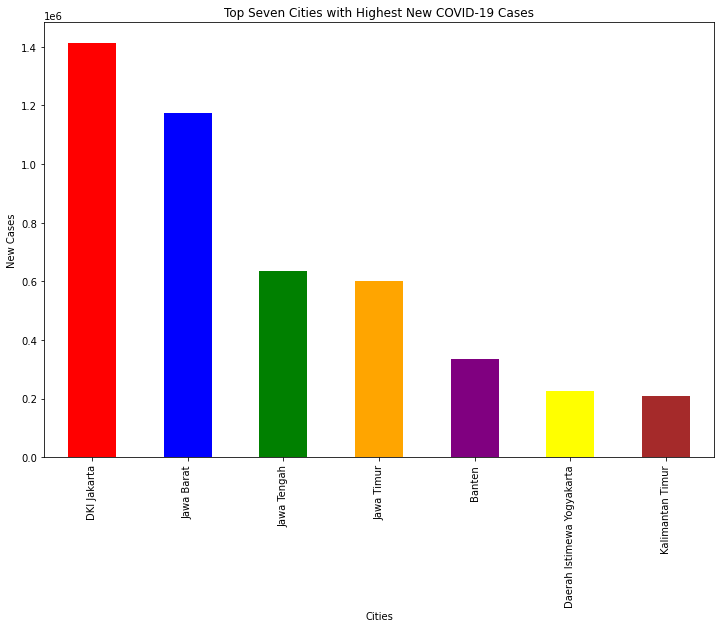 Top Seven Cities with Highest New COVID-19 Cases
1e6
1.4
1.2
1.0
0.8
0.6
0.4
0.2
0.0
New Cases
DKI Jakarta
Jawa Barat
Jawa Tengah
Jawa Timur
Banten
Daerah Istimewa Yogyakarta
Kalimantan Timur
Cities